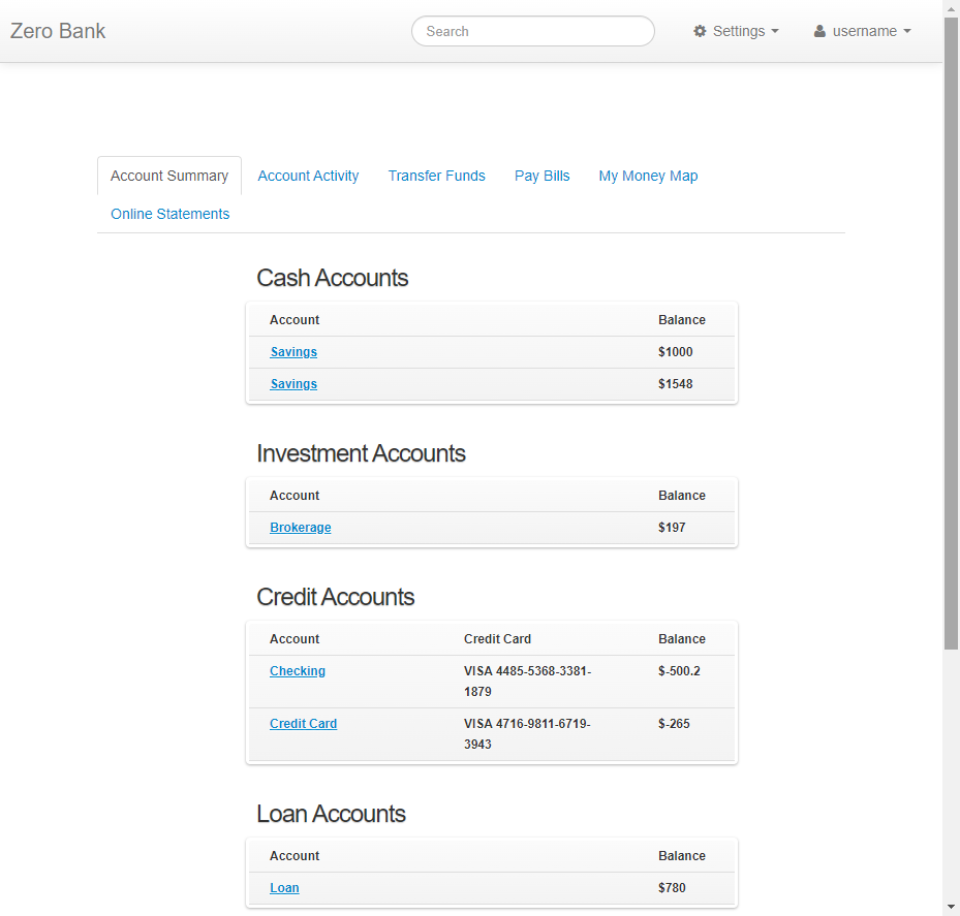 Zero Bank Search Settings username
Account Summary Account Activity Transfer Funds Pay Bills My Money Map
Online Statements
Cash Accounts
Account Balance
Savings $1000
Savings $1548
Investment Accounts
Account Balance
Brokerage $197
Credit Accounts
Account Credit Card Balance
Checking VISA 4485-5368-3381- $-500.2
1879
Credit Card VISA 4716-9811-6719- $-265
3943
Loan Accounts
Account Balance
Loan $780